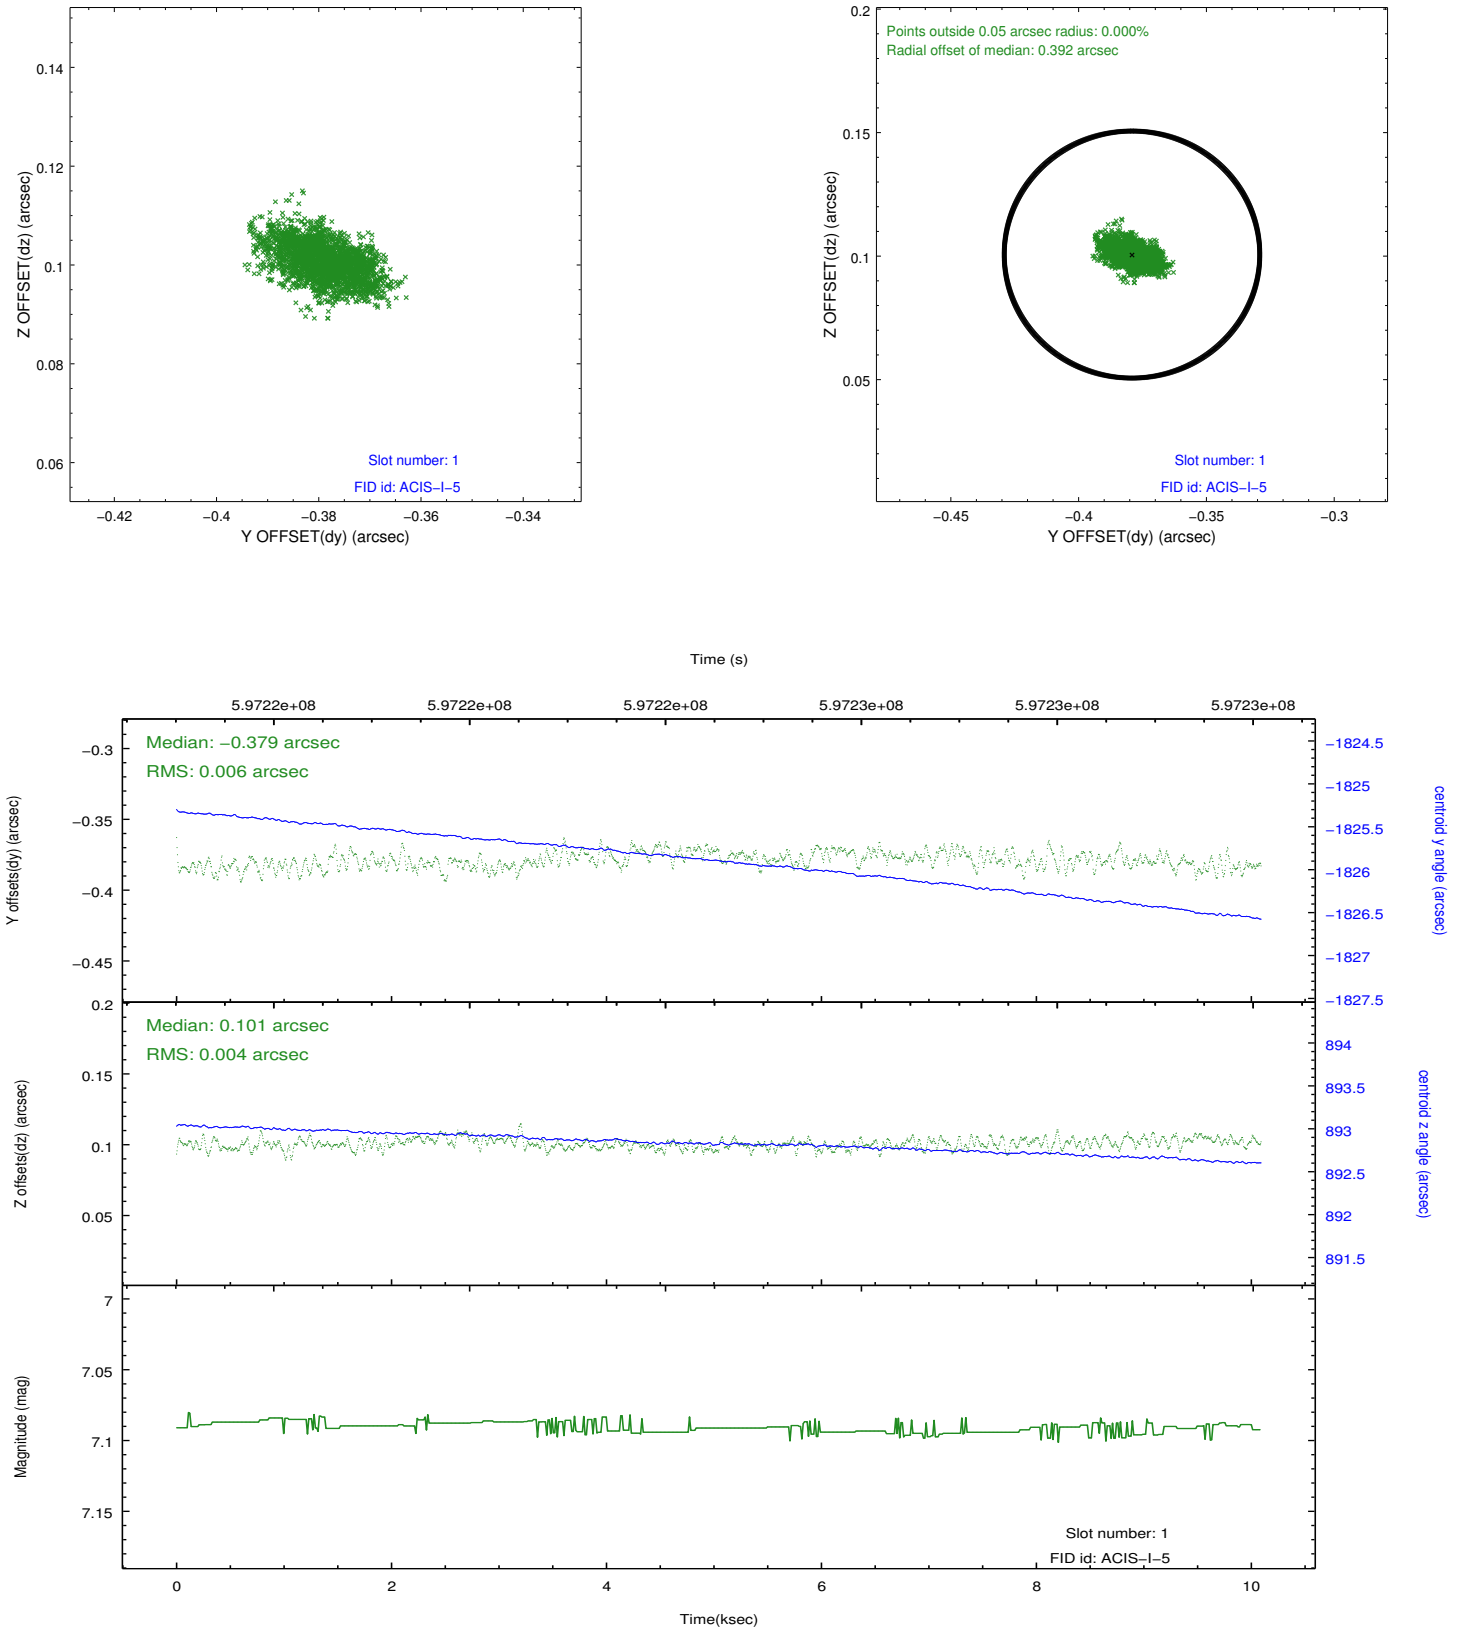 0.14
0.12
0.1
0.08
0.06
Z OFFSET(dz) (arcsec)
Slot number: 1
FID id: ACIS−I−5
−0.42 −0.4 −0.38 −0.36 −0.34
Y OFFSET(dy) (arcsec)
0.2
0.15
0.1
0.05
Z OFFSET(dz) (arcsec)
Points outside 0.05 arcsec radius: 0.000%
Radial offset of median: 0.392 arcsec
Slot number: 1
FID id: ACIS−I−5
−0.45 −0.4 −0.35 −0.3
Y OFFSET(dy) (arcsec)
Time (s)
5.9722e+08 5.9722e+08 5.9722e+08 5.9723e+08 5.9723e+08 5.9723e+08
Median: −0.379 arcsec
RMS: 0.006 arcsec
−0.3
−0.35
−0.4
−0.45
Y offsets(dy) (arcsec)
−1824.5
−1825
−1825.5
−1826
−1826.5
−1827
−1827.5
centroid y angle (arcsec)
Median: 0.101 arcsec
RMS: 0.004 arcsec
0.2
0.15
0.1
0.05
Z offsets(dz) (arcsec)
894
893.5
893
892.5
892
891.5
centroid z angle (arcsec)
7
7.05
7.1
7.15
Magnitude (mag)
Slot number: 1
FID id: ACIS−I−5
0 2 4 6 8 10
Time(ksec)